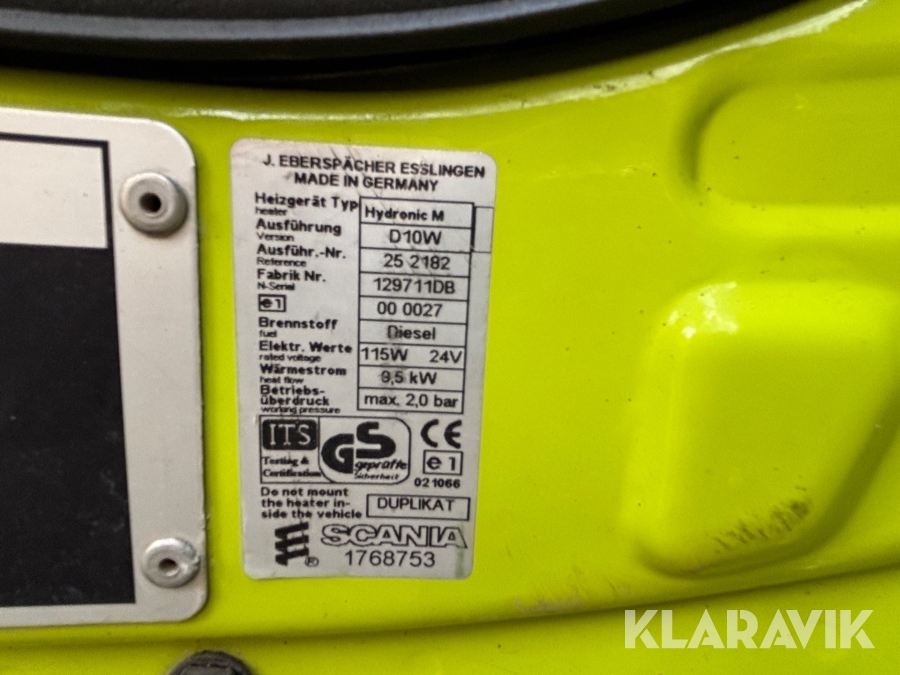 J. EBERSPÄCHER ESSLINGEN
MADE IN GERMANY
Heizgerät Typ Hydronic M
heater
Ausführung D10W
Version
Ausführ.-Nr. 25 2182
Reference
Fabrik Nr. 129711DB
N-Serial
e1 00 0027
Brennstoff Diesel
fuel
Elektr. Werte 115W 24V
rated voltage
Wärmestrom 9,5 kW
heat flow
Betriebs-
überdruck max. 2,0 bar
working pressure
ITS GS CE
Testing & geprüfte e1
Certification Sicherheit 021066
Do not mount
the heater in- DUPLIKAT
side the vehicle
SCANIA
® 1768753
KLARAVIK